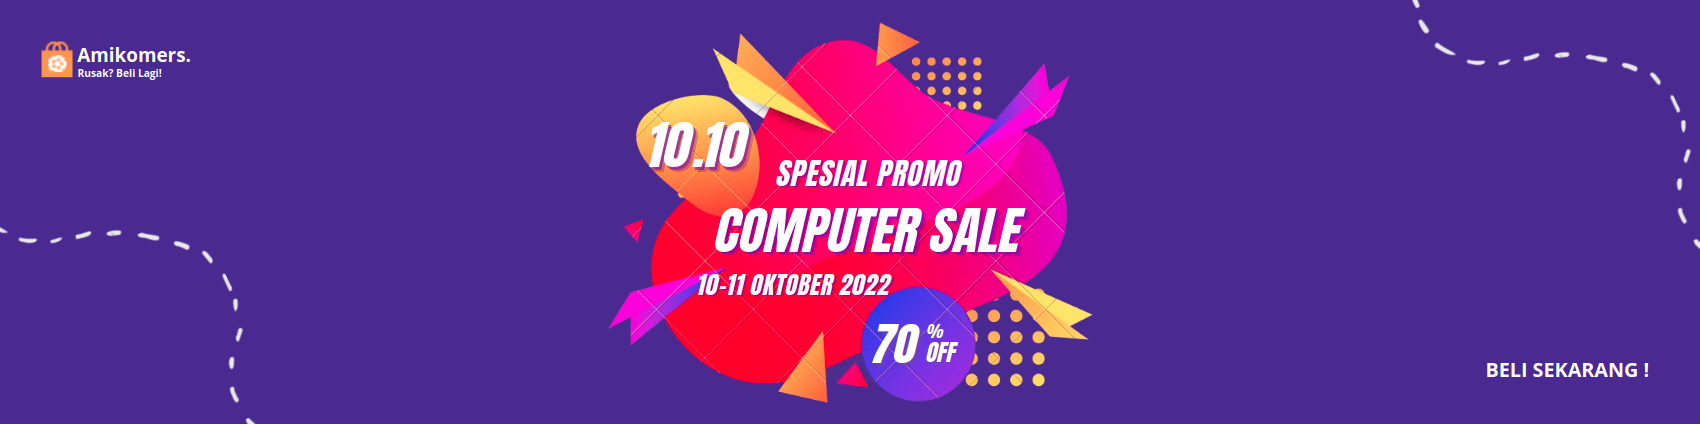 Amikomers.
Rusak? Beli Lagi!
10.10
SPESIAL PROMO
COMPUTER SALE
10-11 OKTOBER 2022
70 %
OFF
BELI SEKARANG !